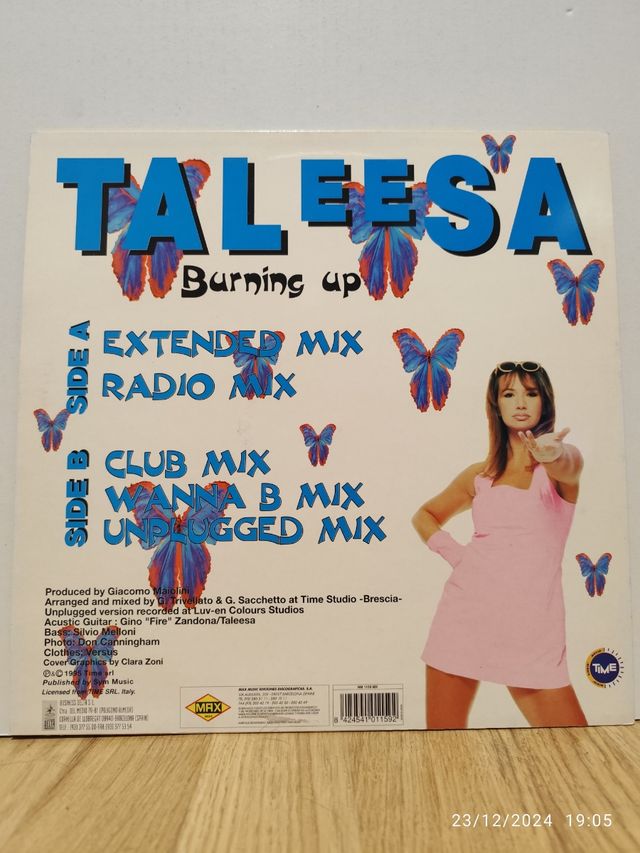 TALEESA
Burning up
SIDE A
EXTENDED MIX
RADIO MIX
SIDE B
CLUB MIX
WANNA B MIX
UNPLUGGED MIX
Produced by Giacomo Maiolini
Arranged and mixed by G. Trivellato & G. Sacchetto at Time Studio -Brescia-
Unplugged version recorded at Luv-en Colours Studios
Acustic Guitar : Gino "Fire" Zandona/Taleesa
Bass: Silvio Melloni
Photo: Don Canningham
Clothes: Versus
Cover Graphics by Clara Zoni
℗&© 1995 Time srl
Published by Sym Music
Licensed from TIME SRL. Italy.
MAX
MAX MUSIC EDICIONES DISCOGRAFICAS, S.A.
8 424541 011592
TIME
23/12/2024 19:05